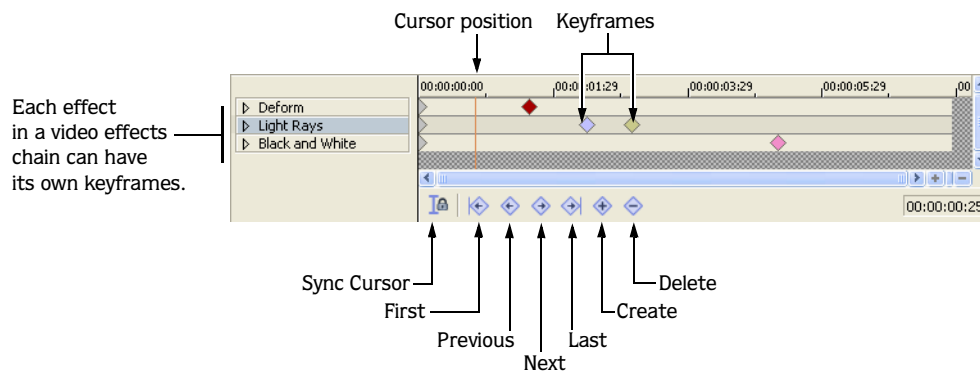 Cursor position
Keyframes
00:00:00:00
00:00:01:29
00:00:03:29
00:00:05:29
00
Each effect
in a video effects
chain can have
its own keyframes.
Deform
Light Rays
Black and White
00:00:00:25
Sync Cursor
First
Previous
Next
Last
Create
Delete